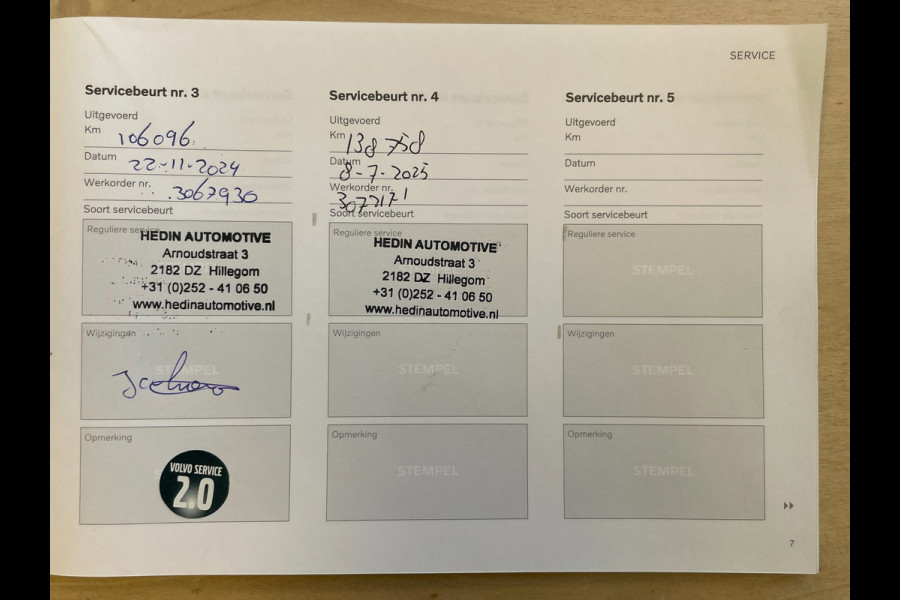 SERVICE
Servicebeurt nr. 3
Uitgevoerd
Km 106096
Datum 22-11-2024
Werkorder nr. 3067930
Soort servicebeurt
Reguliere service
HEDIN AUTOMOTIVE
Arnoudstraat 3
2182 DZ Hillegom
+31 (0)252 - 41 06 50
www.hedinautomotive.nl
Wijzigingen
STEMPEL
Opmerking
VOLVO SERVICE
2.0
Servicebeurt nr. 4
Uitgevoerd
Km 138 758
Datum 8-7-2025
Werkorder nr.
Soort servicebeurt
Reguliere service
HEDIN AUTOMOTIVE
Arnoudstraat 3
2182 DZ Hillegom
+31 (0)252 - 41 06 50
www.hedinautomotive.nl
Wijzigingen
STEMPEL
Opmerking
STEMPEL
Servicebeurt nr. 5
Uitgevoerd
Km
Datum
Werkorder nr.
Soort servicebeurt
Reguliere service
STEMPEL
Wijzigingen
STEMPEL
Opmerking
STEMPEL
7